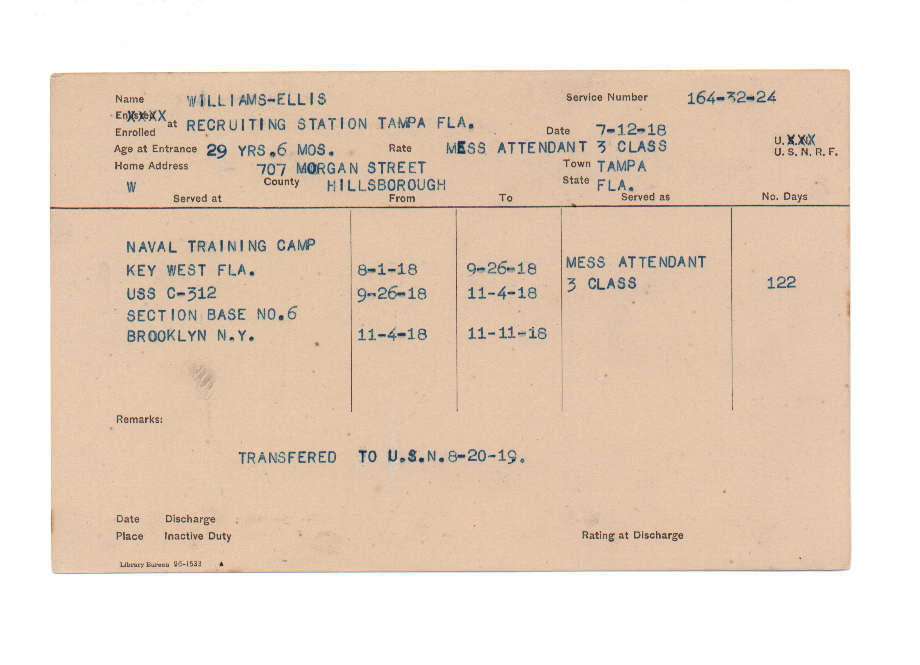 Name WILLIAMS-ELLIS Service Number 164-32-24
Enrolled at RECRUITING STATION TAMPA FLA. Date 7-12-18
Age at Entrance 29 YRS.6 MOS. Rate MESS ATTENDANT 3 CLASS U. S. N. R. F.
Home Address 707 MORGAN STREET Town TAMPA
W County HILLSBOROUGH State FLA.
Served at From To Served as No. Days
NAVAL TRAINING CAMP
KEY WEST FLA. 8-1-18 9-26-18 MESS ATTENDANT
USS C-312 9-26-18 11-4-18 3 CLASS 122
SECTION BASE NO.6
BROOKLYN N.Y. 11-4-18 11-11-18
Remarks:
TRANSFERED TO U.S.N.8-20-19.
Date Discharge
Place Inactive Duty Rating at Discharge
Library Bureau 96-1533